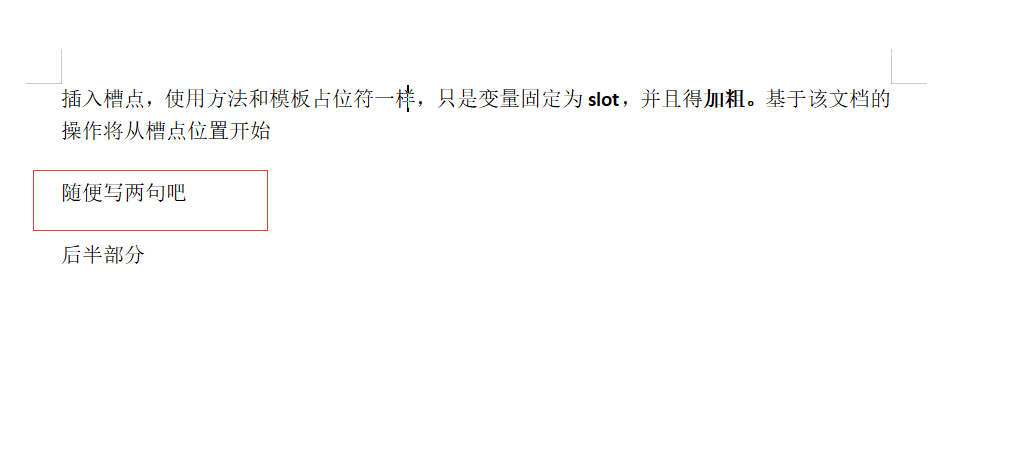 插入槽点，使用方法和模板占位符一样，只是变量固定为 slot，并且得加粗。基于该文档的
操作将从槽点位置开始
随便写两句吧
后半部分